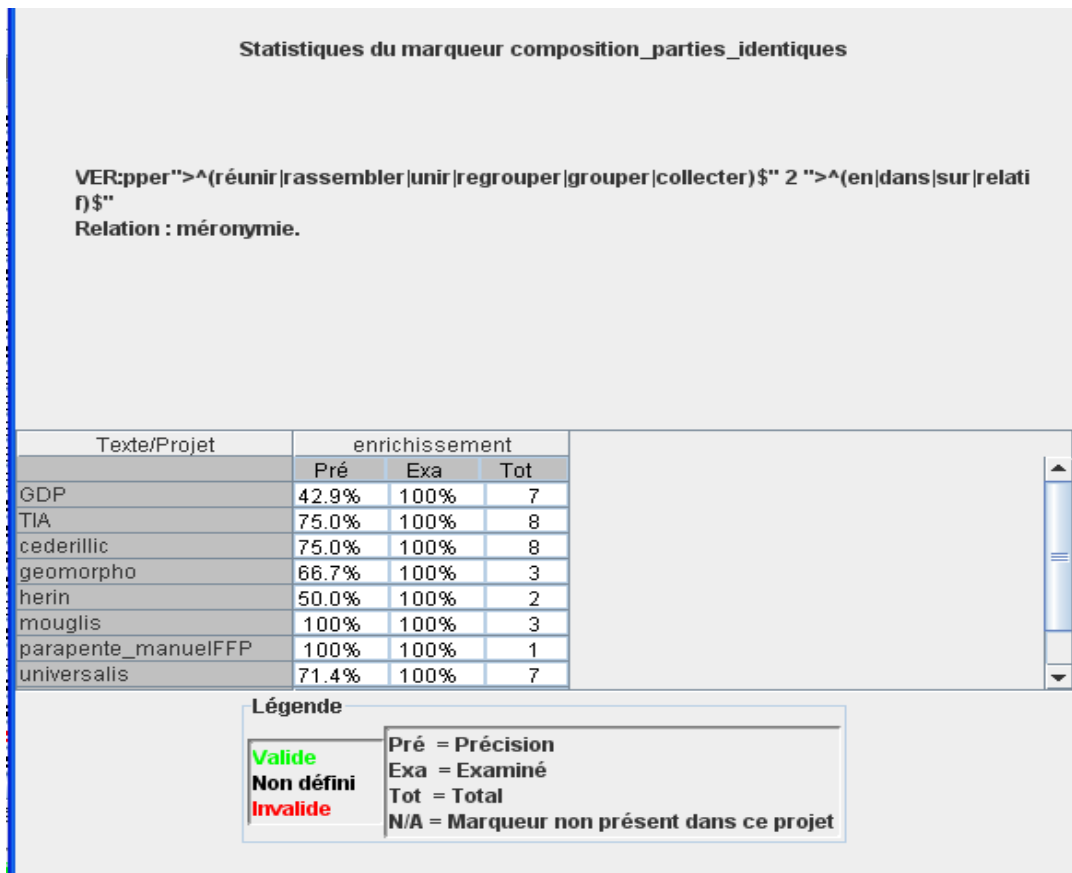 Statistiques du marqueur composition_parties_identiques
VER:pper">^(réunir|rassembler|unir|regrouper|grouper|collecter)$" 2 ">^(en|dans|sur|relati
f)$"
Relation : méronymie.
Texte/Projet enrichissement
Pré Exa Tot
GDP 42.9% 100% 7
TIA 75.0% 100% 8
cederillic 75.0% 100% 8
geomorpho 66.7% 100% 3
herin 50.0% 100% 2
mouglis 100% 100% 3
parapente_manuelFFP 100% 100% 1
universalis 71.4% 100% 7
Légende
Valide
Non défini
Invalide
Pré = Précision
Exa = Examiné
Tot = Total
N/A = Marqueur non présent dans ce projet